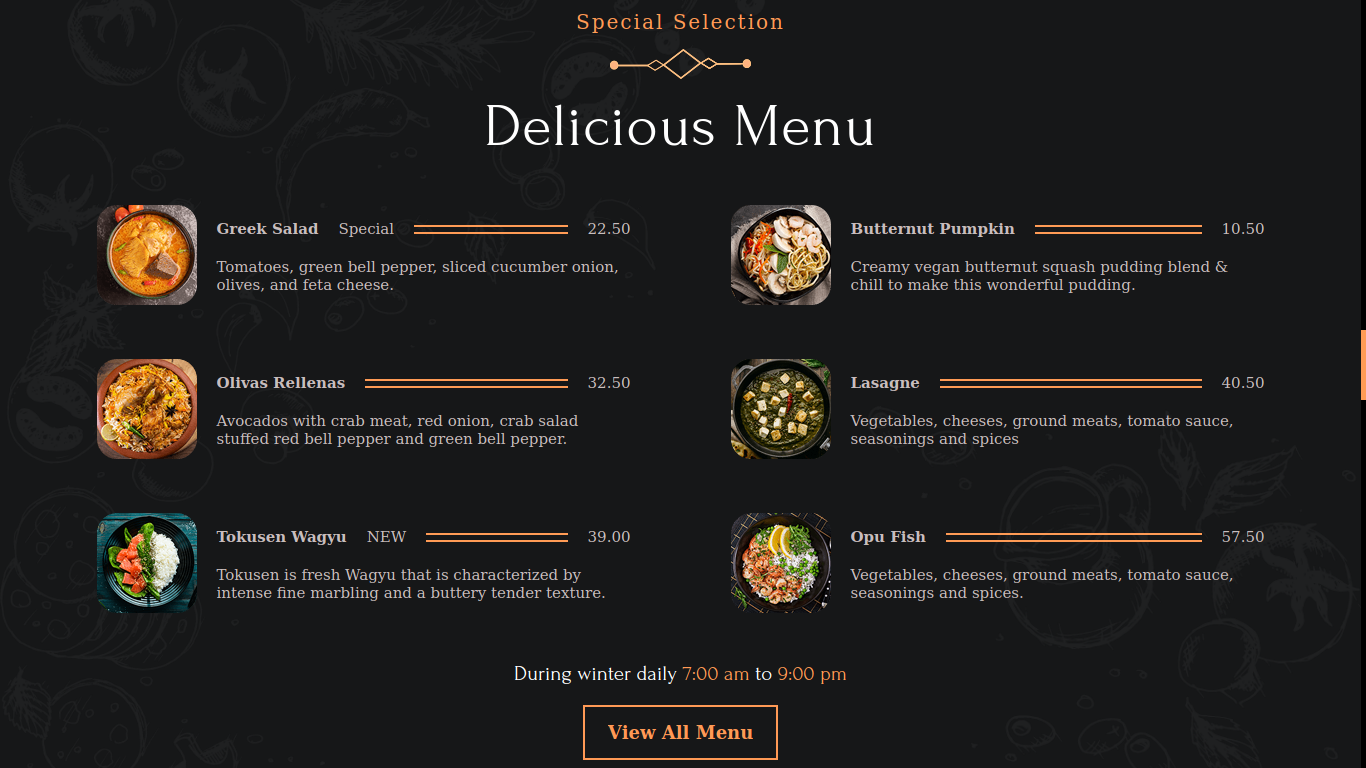 Special Selection
Delicious Menu
Greek Salad Special 22.50
Tomatoes, green bell pepper, sliced cucumber onion,
olives, and feta cheese.
Butternut Pumpkin 10.50
Creamy vegan butternut squash pudding blend &
chill to make this wonderful pudding.
Olivas Rellenas 32.50
Avocados with crab meat, red onion, crab salad
stuffed red bell pepper and green bell pepper.
Lasagne 40.50
Vegetables, cheeses, ground meats, tomato sauce,
seasonings and spices
Tokusen Wagyu NEW 39.00
Tokusen is fresh Wagyu that is characterized by
intense fine marbling and a buttery tender texture.
Opu Fish 57.50
Vegetables, cheeses, ground meats, tomato sauce,
seasonings and spices.
During winter daily 7:00 am to 9:00 pm
View All Menu